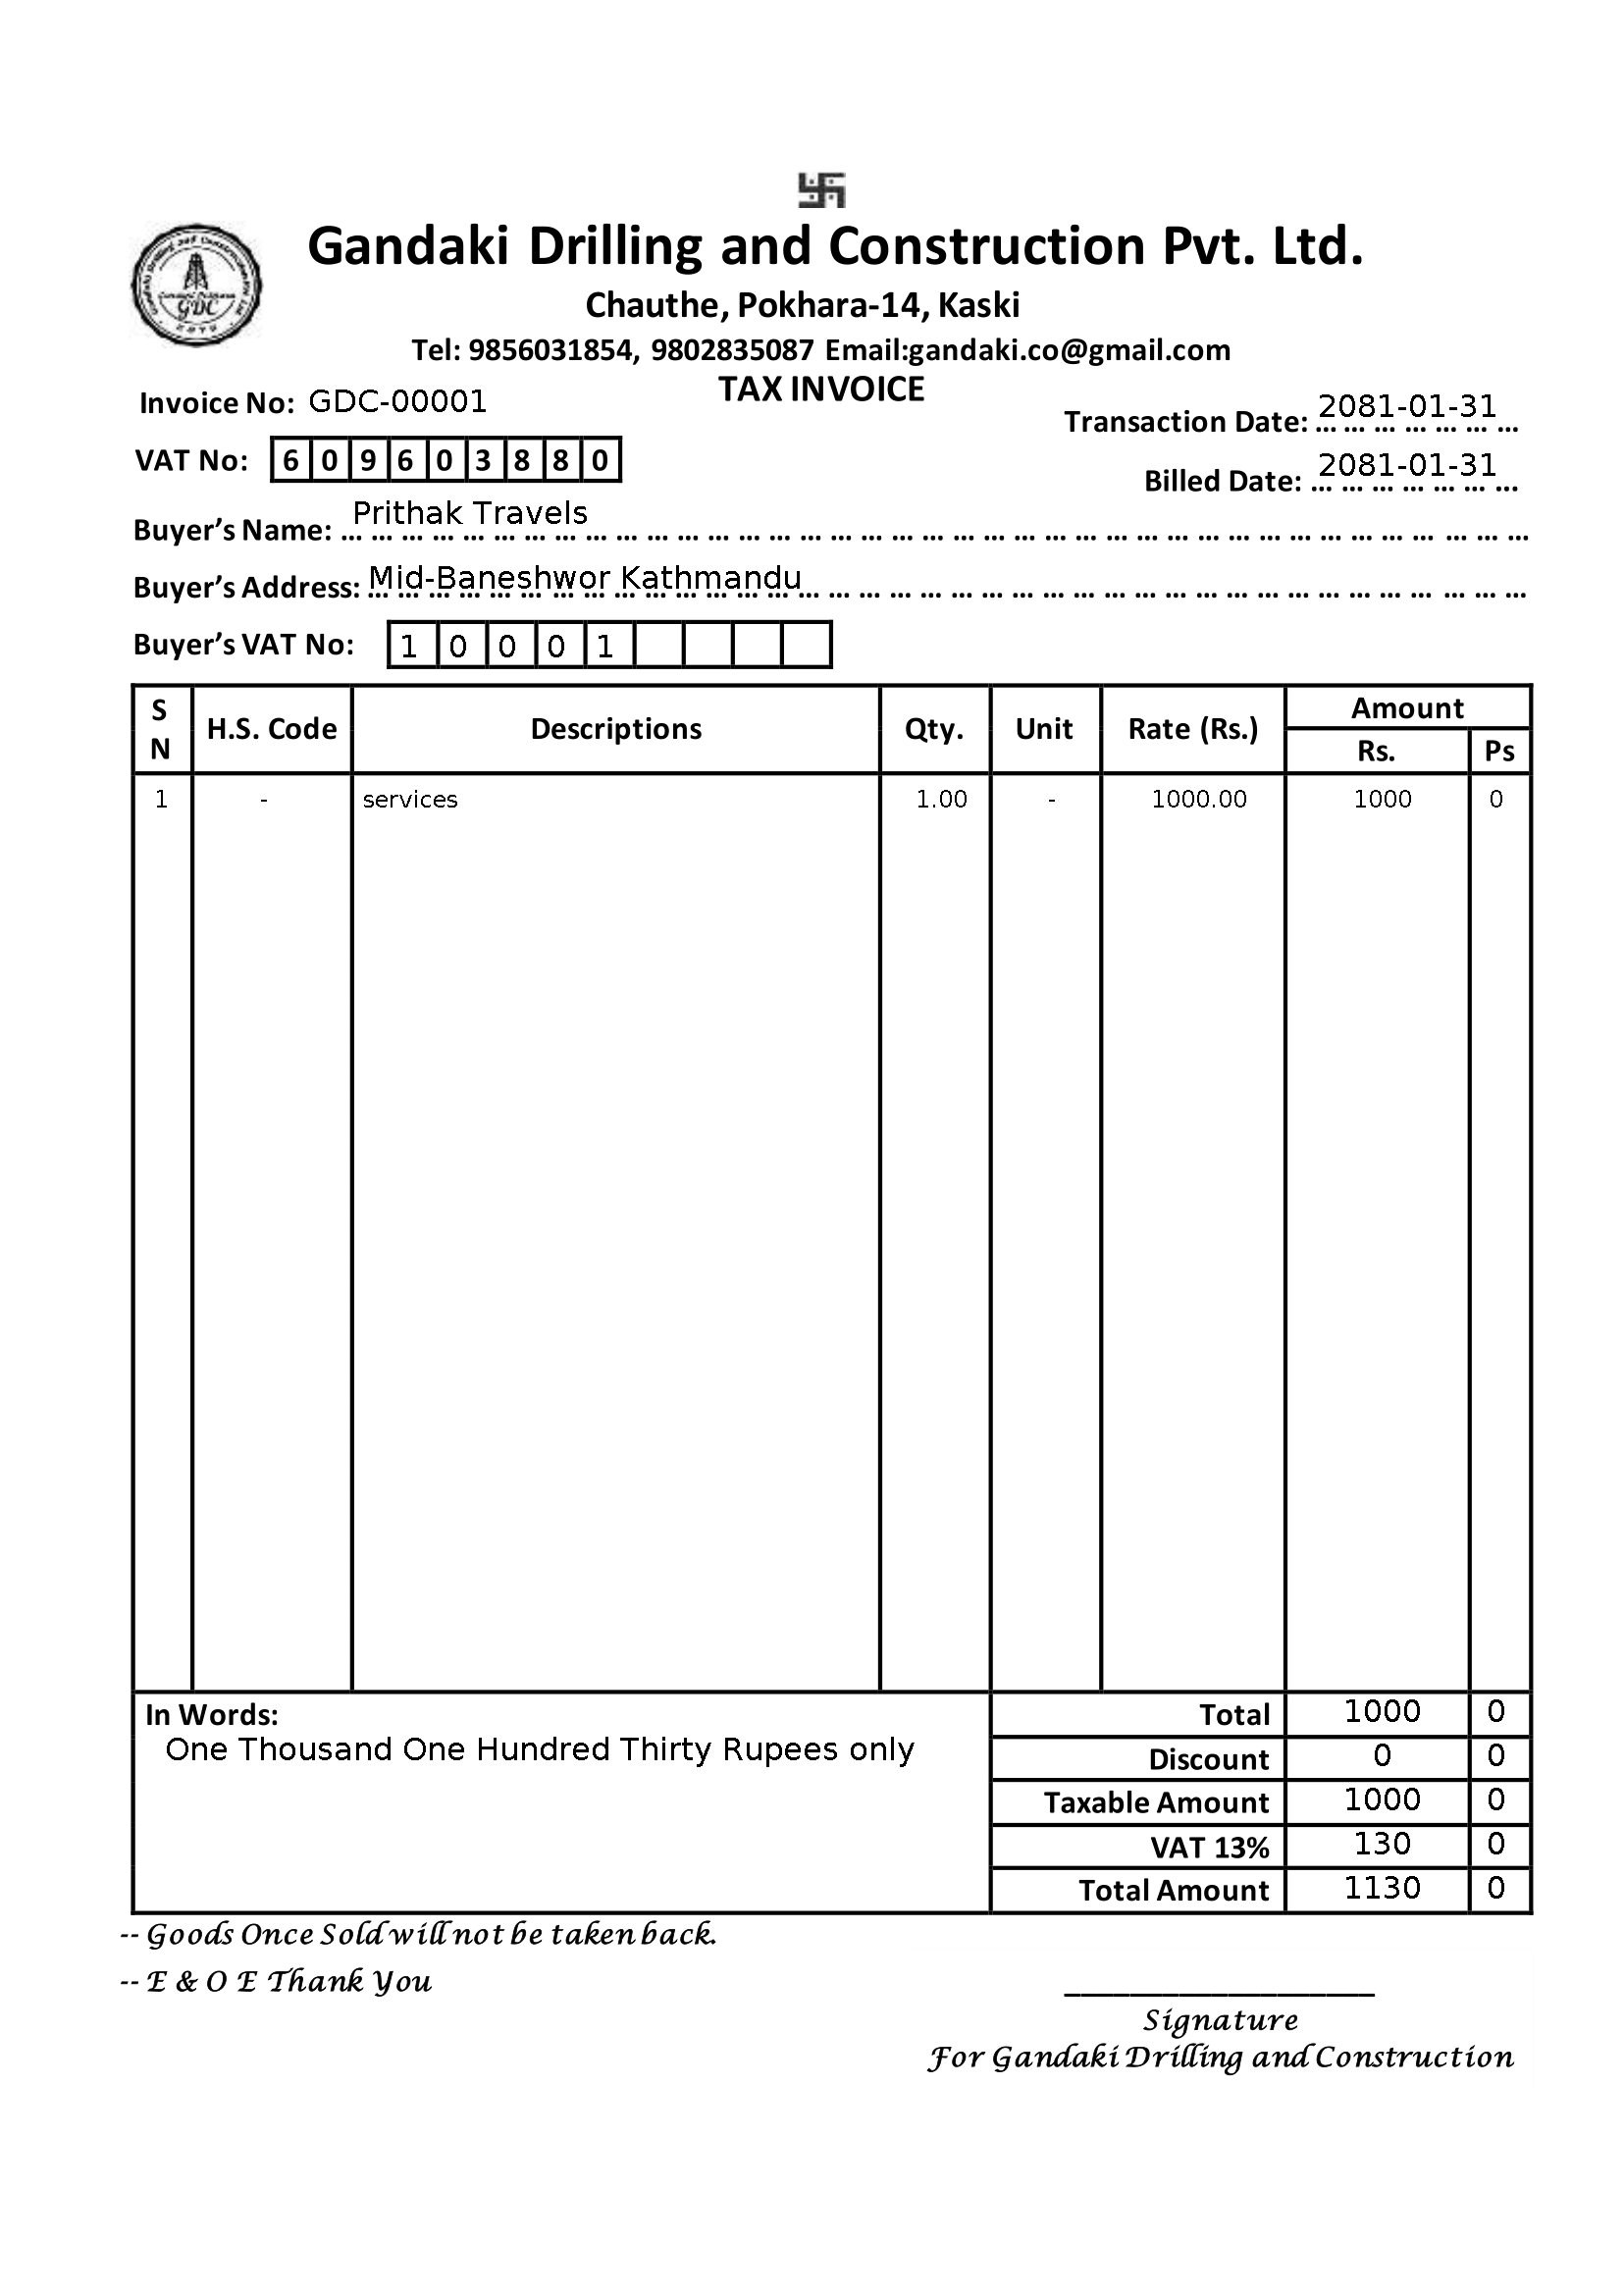 卐
Gandaki Drilling and Construction Pvt. Ltd.
Chauthe, Pokhara-14, Kaski
Tel: 9856031854, 9802835087 Email:gandaki.co@gmail.com
TAX INVOICE
GDC
Invoice No: GDC-00001
Transaction Date: 2081-01-31
VAT No: 6 0 9 6 0 3 8 8 0
Billed Date: 2081-01-31
Buyer’s Name: Prithak Travels
Buyer’s Address: Mid-Baneshwor Kathmandu
Buyer’s VAT No: 1 0 0 0 1
SN H.S. Code Descriptions Qty. Unit Rate (Rs.) Amount
Rs. Ps
1 - services 1.00 - 1000.00 1000 0
In Words:
One Thousand One Hundred Thirty Rupees only
Total 1000 0
Discount 0 0
Taxable Amount 1000 0
VAT 13% 130 0
Total Amount 1130 0
-- Goods Once Sold will not be taken back.
-- E & O E Thank You
Signature
For Gandaki Drilling and Construction